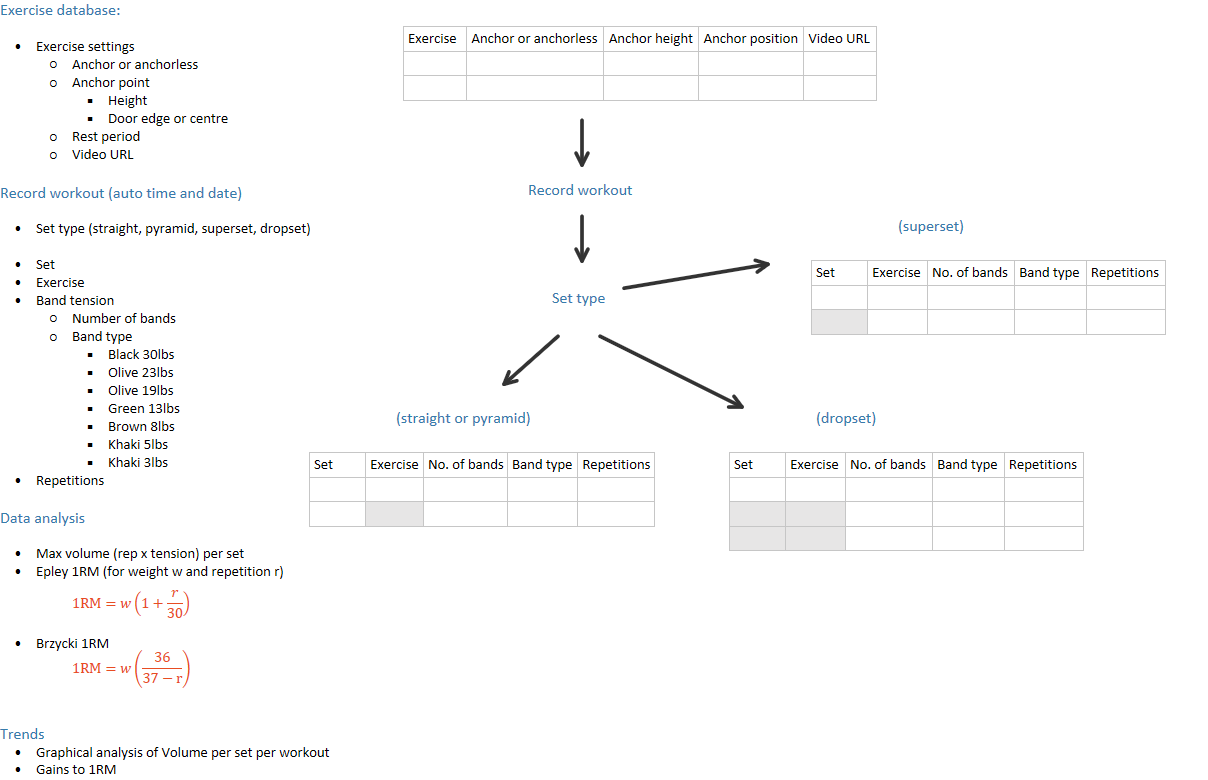 Exercise database:
Exercise settings
Anchor or anchorless
Anchor point
Height
Door edge or centre
Rest period
Video URL
Record workout (auto time and date)
Set type (straight, pyramid, superset, dropset)
Set
Exercise
Band tension
Number of bands
Band type
Black 30lbs
Olive 23lbs
Olive 19lbs
Green 13lbs
Brown 8lbs
Khaki 5lbs
Khaki 3lbs
Repetitions
Data analysis
Max volume (rep x tension) per set
Epley 1RM (for weight w and repetition r)
1RM = w(1 + r/30)
Brzycki 1RM
1RM = w(36/(37 − r))
Trends
Graphical analysis of Volume per set per workout
Gains to 1RM
Exercise Anchor or anchorless Anchor height Anchor position Video URL
Record workout
Set type
(superset)
Set Exercise No. of bands Band type Repetitions
(straight or pyramid)
Set Exercise No. of bands Band type Repetitions
(dropset)
Set Exercise No. of bands Band type Repetitions